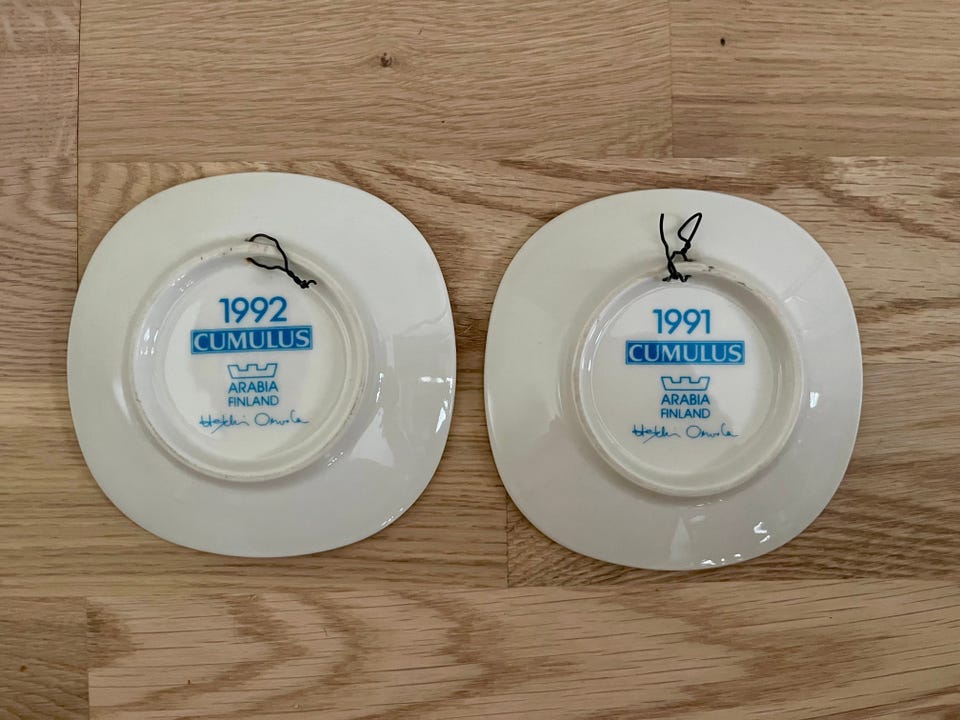 1992
CUMULUS
ARABIA
FINLAND
Heikki Orvola
1991
CUMULUS
ARABIA
FINLAND
Heikki Orvola